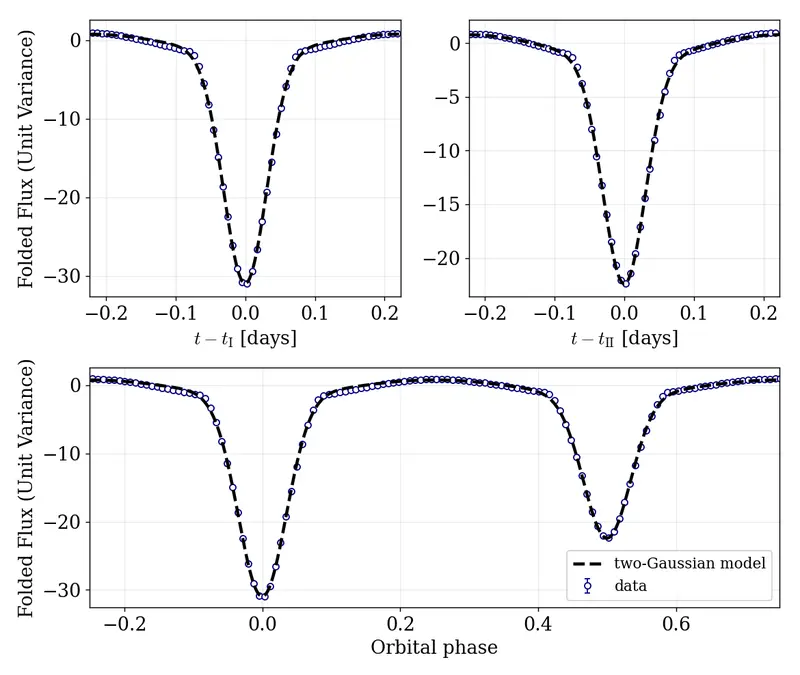 Folded Flux (Unit Variance)
0
−10
−20
−30
−0.2 −0.1 0.0 0.1 0.2
t − tI [days]
0
−5
−10
−15
−20
−0.2 −0.1 0.0 0.1 0.2
t − tII [days]
Folded Flux (Unit Variance)
0
−10
−20
−30
−0.2 0.0 0.2 0.4 0.6
Orbital phase
two-Gaussian model
data